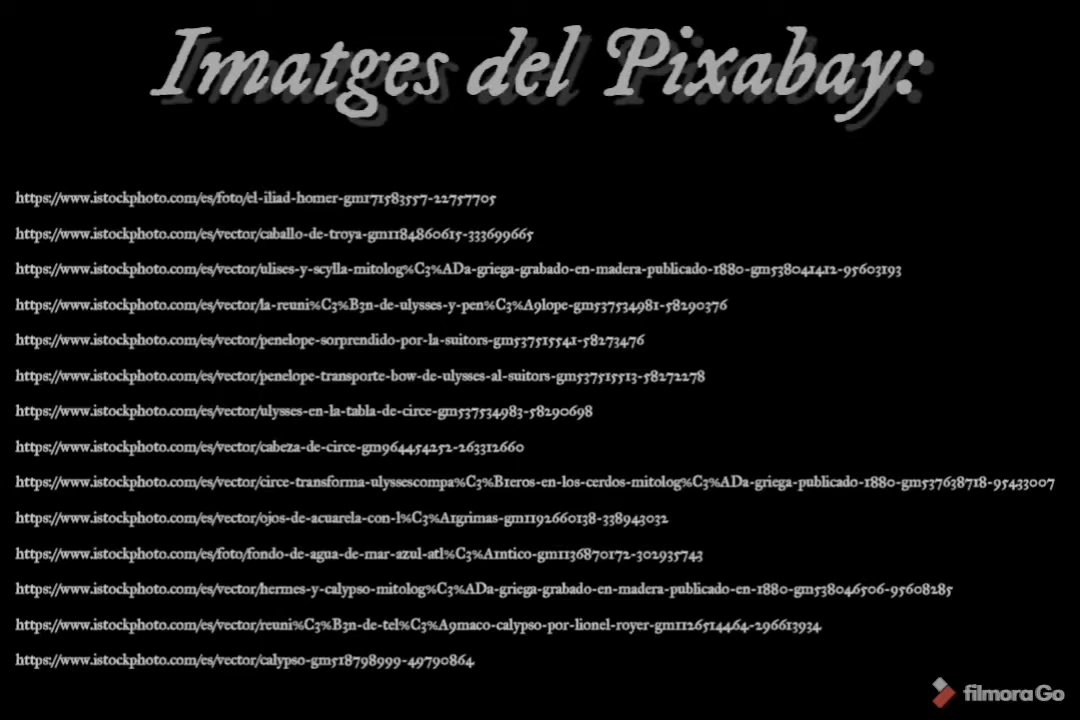 Imatges del Pixabay:
https://www.istockphoto.com/es/foto/el-iliad-homer-gm171583557-22757705
https://www.istockphoto.com/es/vector/caballo-de-troya-gm1184860615-333699665
https://www.istockphoto.com/es/vector/ulises-y-scylla-mitolog%C3%ADa-griega-grabado-en-madera-publicado-1880-gm538041412-95603193
https://www.istockphoto.com/es/vector/la-reuni%C3%B3n-de-ulysses-y-pen%C3%A9lope-gm537534981-58290376
https://www.istockphoto.com/es/vector/penelope-sorprendido-por-la-suitors-gm537515541-58273476
https://www.istockphoto.com/es/vector/penelope-transporte-bow-de-ulysses-al-suitors-gm537515513-58272278
https://www.istockphoto.com/es/vector/ulysses-en-la-tabla-de-circe-gm537534983-58290698
https://www.istockphoto.com/es/vector/cabeza-de-circe-gm964454252-263312660
https://www.istockphoto.com/es/vector/circe-transforma-ulyssescompa%C3%B1eros-en-los-cerdos-mitolog%C3%ADa-griega-publicado-1880-gm537638718-95433007
https://www.istockphoto.com/es/vector/ojos-de-acuarela-con-l%C3%A1grimas-gm1192660138-338943032
https://www.istockphoto.com/es/foto/fondo-de-agua-de-mar-azul-atl%C3%A1ntico-gm1136870172-302935743
https://www.istockphoto.com/es/vector/hermes-y-calypso-mitolog%C3%ADa-griega-grabado-en-madera-publicado-en-1880-gm538046506-95608285
https://www.istockphoto.com/es/vector/reuni%C3%B3n-de-tel%C3%A9maco-calypso-por-lionel-royer-gm1126514464-296613934
https://www.istockphoto.com/es/vector/calypso-gm518798999-49790864
filmoraGo